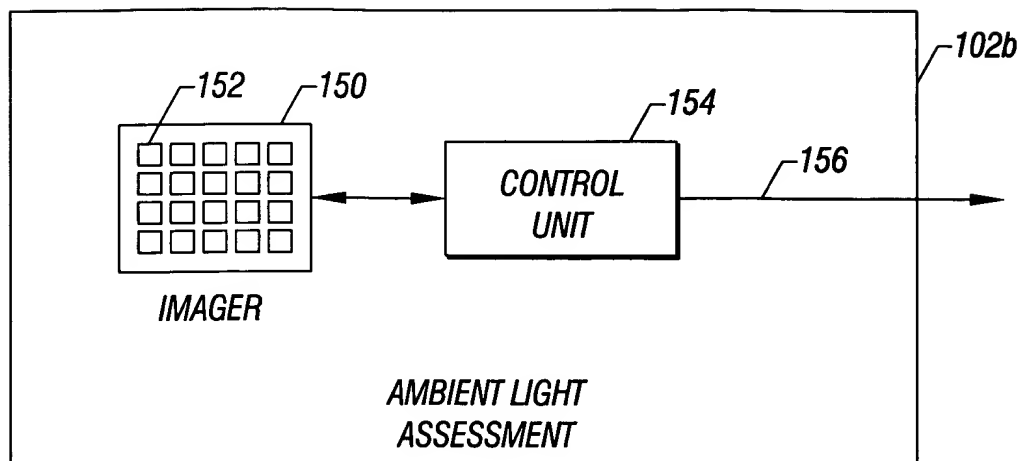 102b
152
150
154
156
CONTROL
UNIT
IMAGER
AMBIENT LIGHT
ASSESSMENT